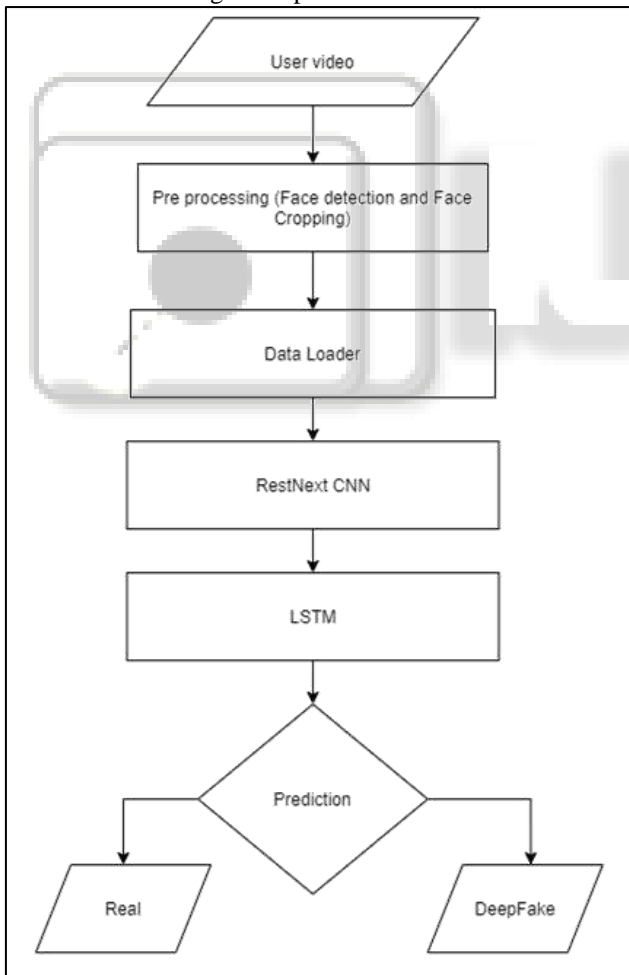 User video
Pre processing (Face detection and Face
Cropping)
Data Loader
RestNext CNN
LSTM
Prediction
Real
DeepFake